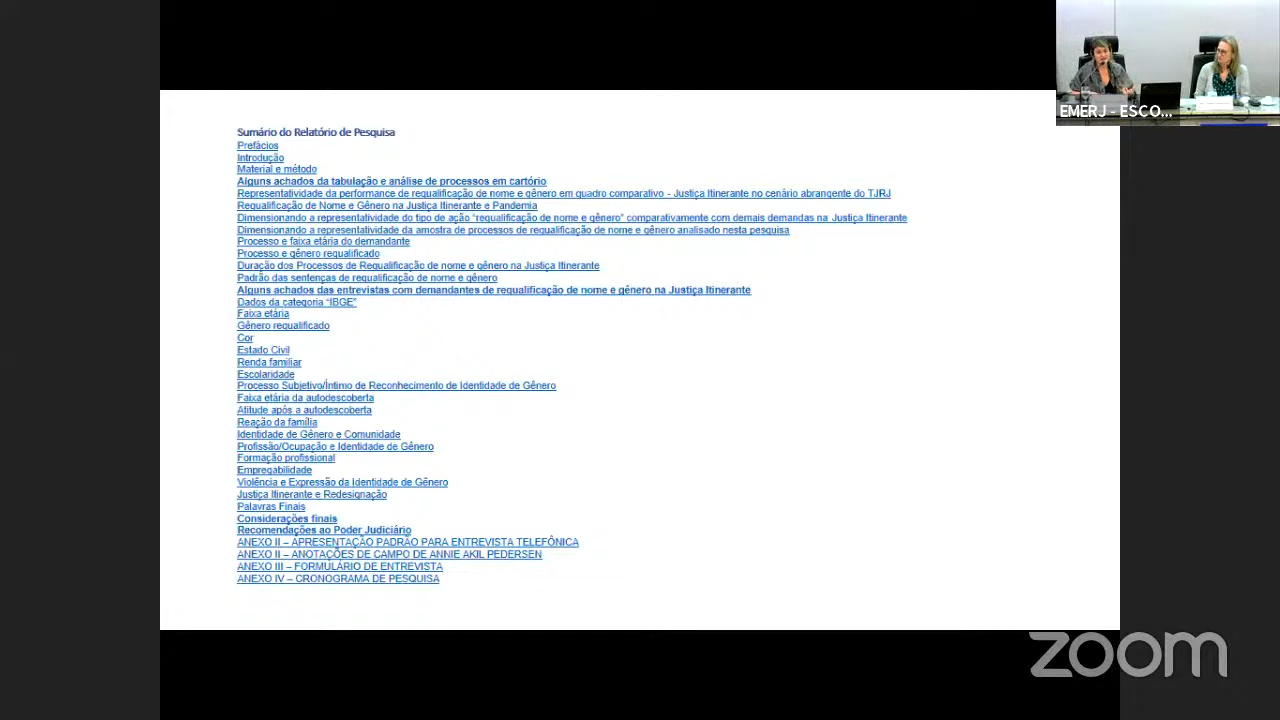 EMERJ - ESCO...
Sumário do Relatório de Pesquisa
Prefácios
Introdução
Material e método
Alguns achados da tabulação e análise de processos em cartório
Representatividade da performance de requalificação de nome e gênero em quadro comparativo - Justiça Itinerante no cenário abrangente do TJRJ
Requalificação de Nome e Gênero na Justiça Itinerante e Pandemia
Dimensionando a representatividade do tipo de ação "requalificação de nome e gênero" comparativamente com demais demandas na Justiça Itinerante
Dimensionando a representatividade da amostra de processos de requalificação de nome e gênero analisado nesta pesquisa
Processo e faixa etária do demandante
Processo e gênero requalificado
Duração dos Processos de Requalificação de nome e gênero na Justiça Itinerante
Padrão das sentenças de requalificação de nome e gênero
Alguns achados das entrevistas com demandantes de requalificação de nome e gênero na Justiça Itinerante
Dados da categoria "IBGE"
Faixa etária
Gênero requalificado
Cor
Estado Civil
Renda familiar
Escolaridade
Processo Subjetivo/Íntimo de Reconhecimento de Identidade de Gênero
Faixa etária da autodescoberta
Atitude após a autodescoberta
Reação da família
Identidade de Gênero e Comunidade
Profissão/Ocupação e Identidade de Gênero
Formação profissional
Empregabilidade
Violência e Expressão da Identidade de Gênero
Justiça Itinerante e Redesignação
Palavras Finais
Considerações finais
Recomendações ao Poder Judiciário
ANEXO II – APRESENTAÇÃO PADRÃO PARA ENTREVISTA TELEFÔNICA
ANEXO II – ANOTAÇÕES DE CAMPO DE ANNIE AKIL PEDERSEN
ANEXO III – FORMULÁRIO DE ENTREVISTA
ANEXO IV – CRONOGRAMA DE PESQUISA
zoom